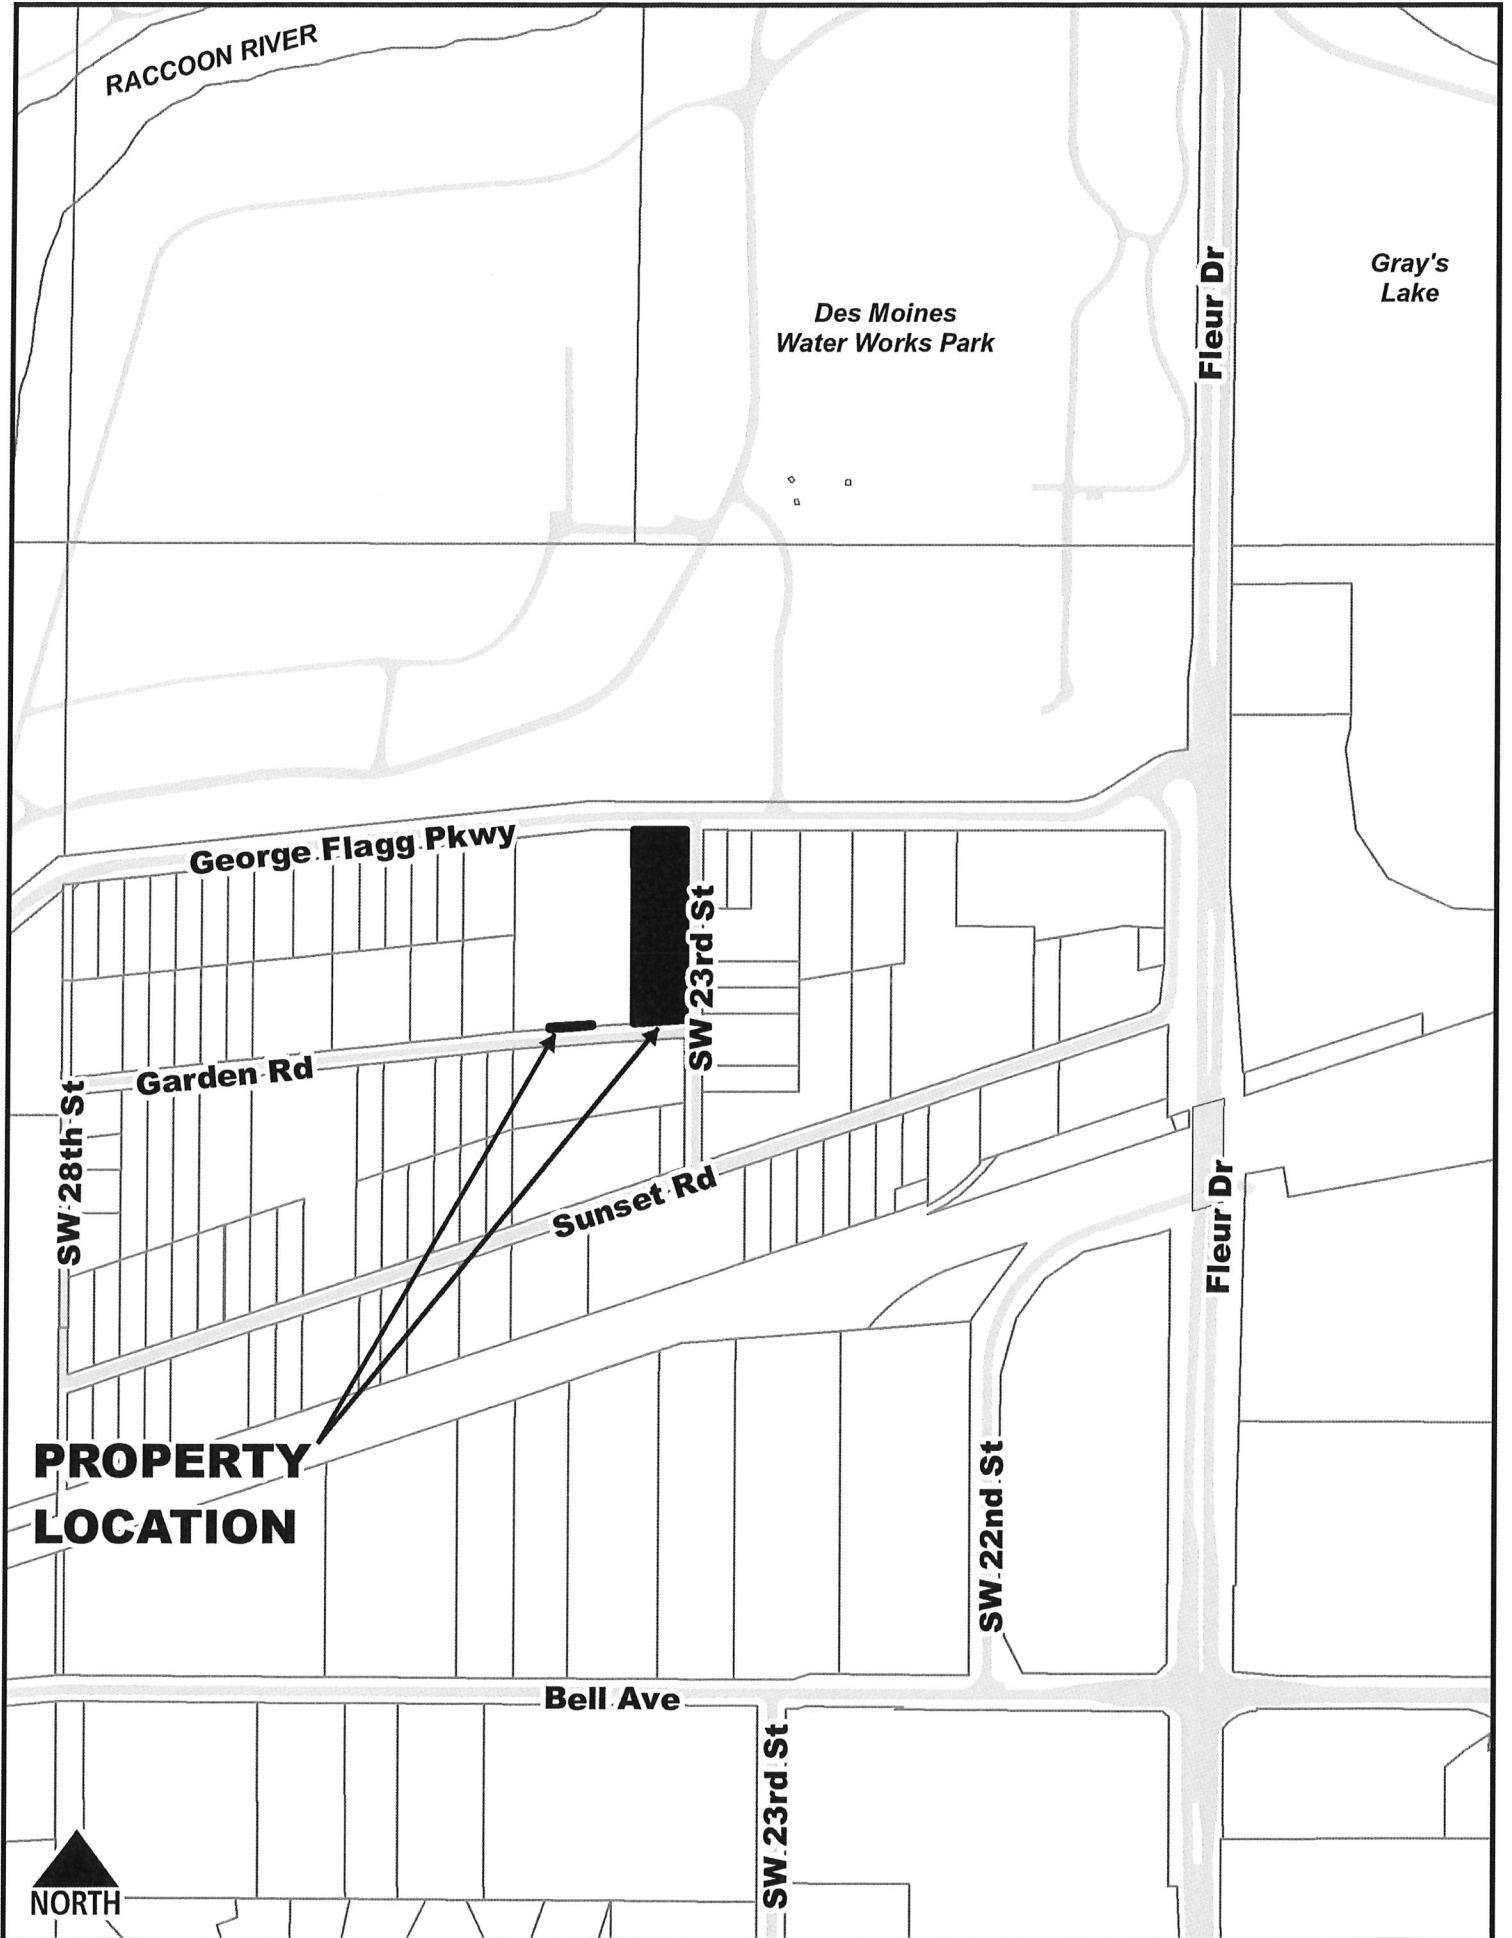 RACCOON RIVER
Fleur Dr
Gray's
Lake
Des Moines
Water Works Park
George Flagg Pkwy
SW 23rd St
Garden Rd
SW 28th St
Sunset Rd
Fleur Dr
PROPERTY
LOCATION
SW 22nd St
Bell Ave
SW 23rd St
NORTH